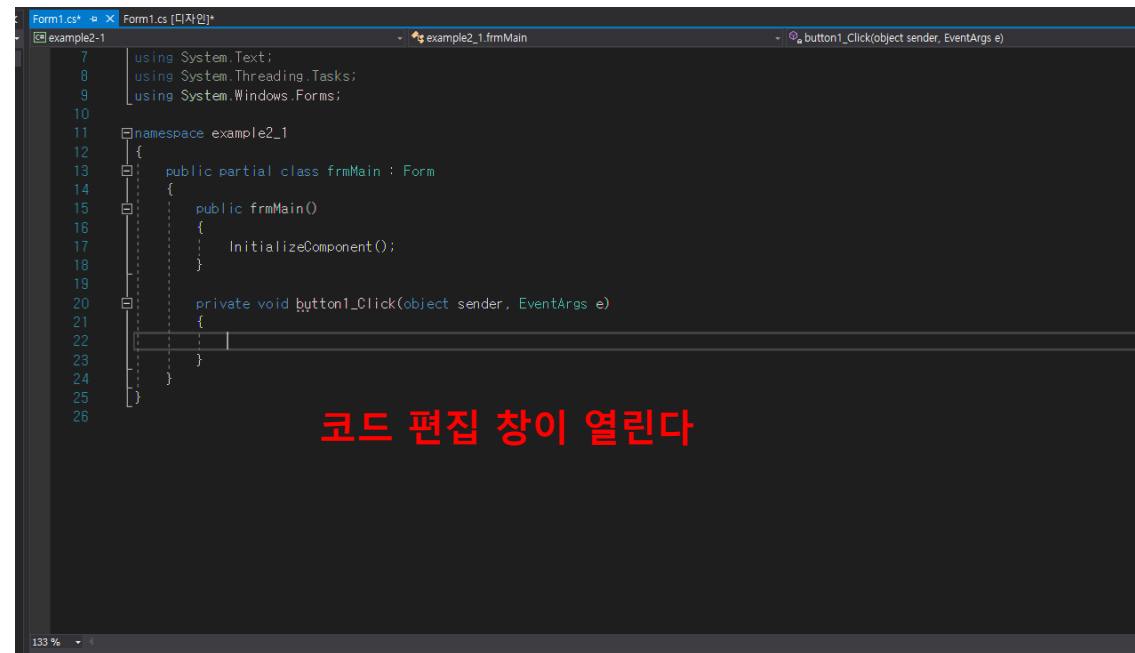 Form1.cs* Form1.cs [디자인]*
example2-1 example2_1.frmMain button1_Click(object sender, EventArgs e)
7 using System.Text;
8 using System.Threading.Tasks;
9 using System.Windows.Forms;
10
11 namespace example2_1
12 {
13 public partial class frmMain : Form
14 {
15 public frmMain()
16 {
17 InitializeComponent();
18 }
19
20 private void button1_Click(object sender, EventArgs e)
21 {
22
23 }
24 }
25 }
26
코드 편집 창이 열린다
133 %